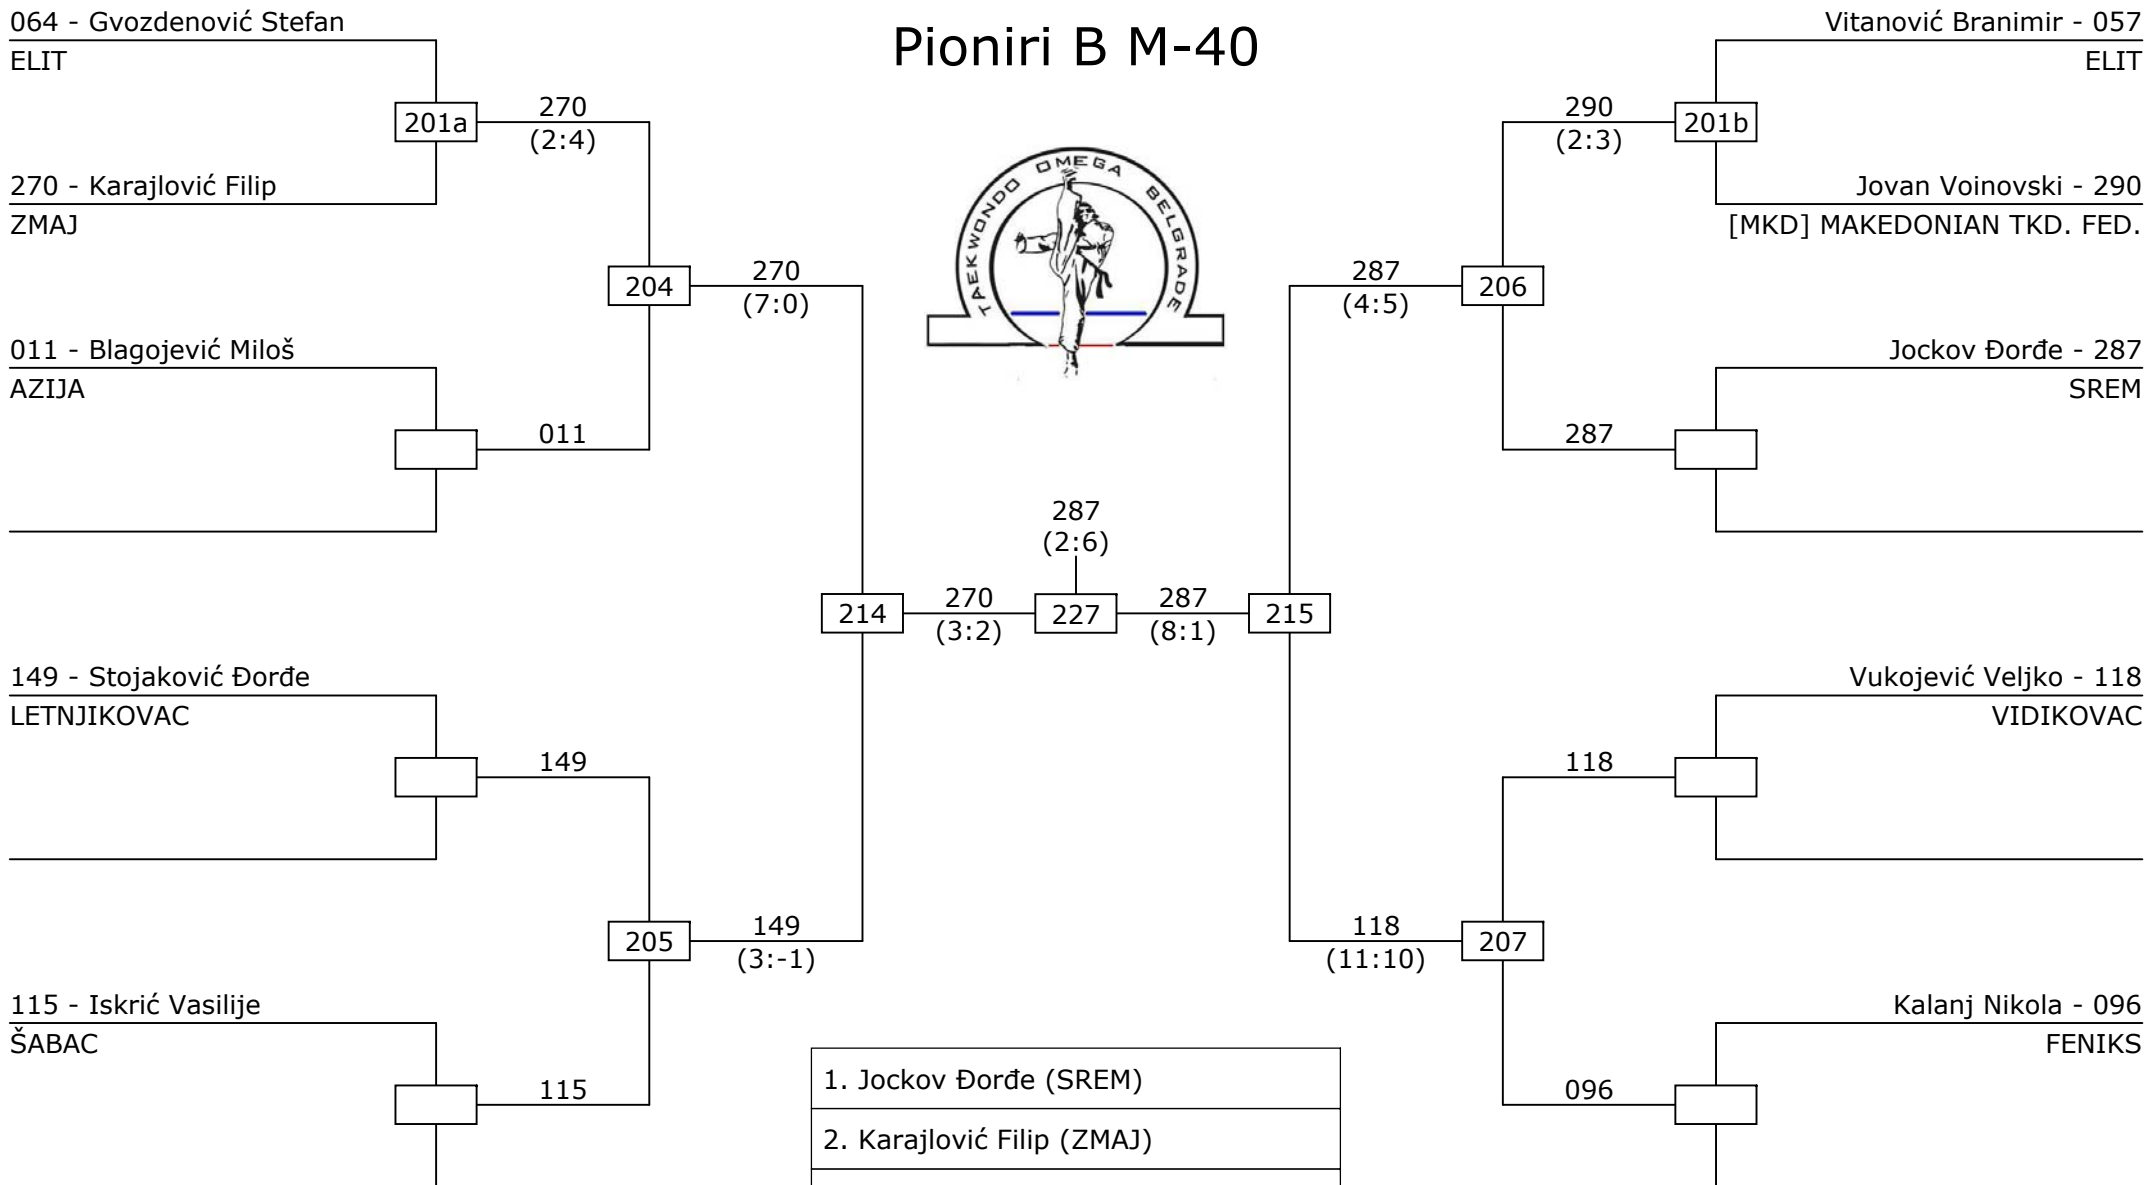 Pioniri B M-40
064 - Gvozdenović Stefan
ELIT
201a
270
(2:4)
270 - Karajlović Filip
ZMAJ
204
270
(7:0)
011 - Blagojević Miloš
AZIJA
011
149 - Stojaković Đorđe
LETNJIKOVAC
149
205
149
(3:-1)
115 - Iskrić Vasilije
ŠABAC
115
TAEKWONDO OMEGA BELGRADE
287
(2:6)
214
270
(3:2)
227
287
(8:1)
215
Vitanović Branimir - 057
ELIT
290
(2:3)
201b
Jovan Voinovski - 290
[MKD] MAKEDONIAN TKD. FED.
287
(4:5)
206
Jockov Đorđe - 287
SREM
287
Vukojević Veljko - 118
VIDIKOVAC
118
118
(11:10)
207
Kalanj Nikola - 096
FENIKS
096
1. Jockov Đorđe (SREM)
2. Karajlović Filip (ZMAJ)